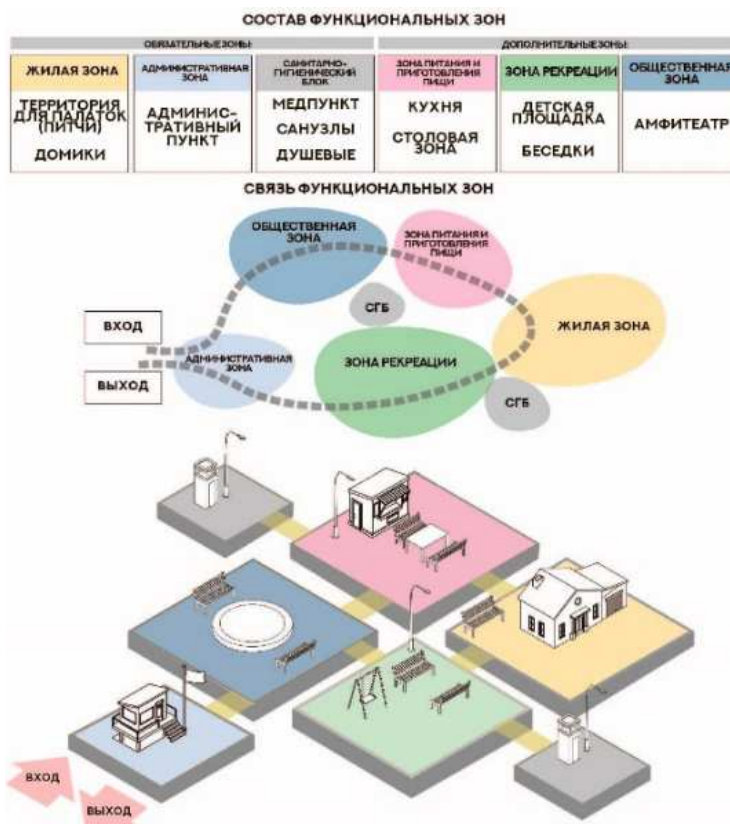 СОСТАВ ФУНКЦИОНАЛЬНЫХ ЗОН
ОБЯЗАТЕЛЬНЫЕ ЗОНЫ:
ДОПОЛНИТЕЛЬНЫЕ ЗОНЫ:
ЖИЛАЯ ЗОНА
ТЕРРИТОРИЯ
ДЛЯ ПАЛАТОК
(ПИТЧИ)
ДОМИКИ
АДМИНИСТРАТИВНАЯ
ЗОНА
АДМИНИС-
ТРАТИВНЫЙ
ПУНКТ
САНИТАРНО-
ГИГИЕНИЧЕСКИЙ
БЛОК
МЕДПУНКТ
САНУЗЛЫ
ДУШЕВЫЕ
ЗОНА ПИТАНИЯ И
ПРИГОТОВЛЕНИЯ
ПИЩИ
КУХНЯ
СТОЛОВАЯ
ЗОНА
ЗОНА РЕКРЕАЦИИ
ДЕТСКАЯ
ПЛОЩАДКА
БЕСЕДКИ
ОБЩЕСТВЕННАЯ
ЗОНА
АМФИТЕАТР
СВЯЗЬ ФУНКЦИОНАЛЬНЫХ ЗОН
ОБЩЕСТВЕННАЯ
ЗОНА
ЗОНА ПИТАНИЯ И
ПРИГОТОВЛЕНИЯ
ПИЩИ
СГБ
ВХОД
ЖИЛАЯ ЗОНА
АДМИНИСТРАТИВНАЯ
ЗОНА
ЗОНА РЕКРЕАЦИИ
ВЫХОД
СГБ
ВХОД
ВЫХОД